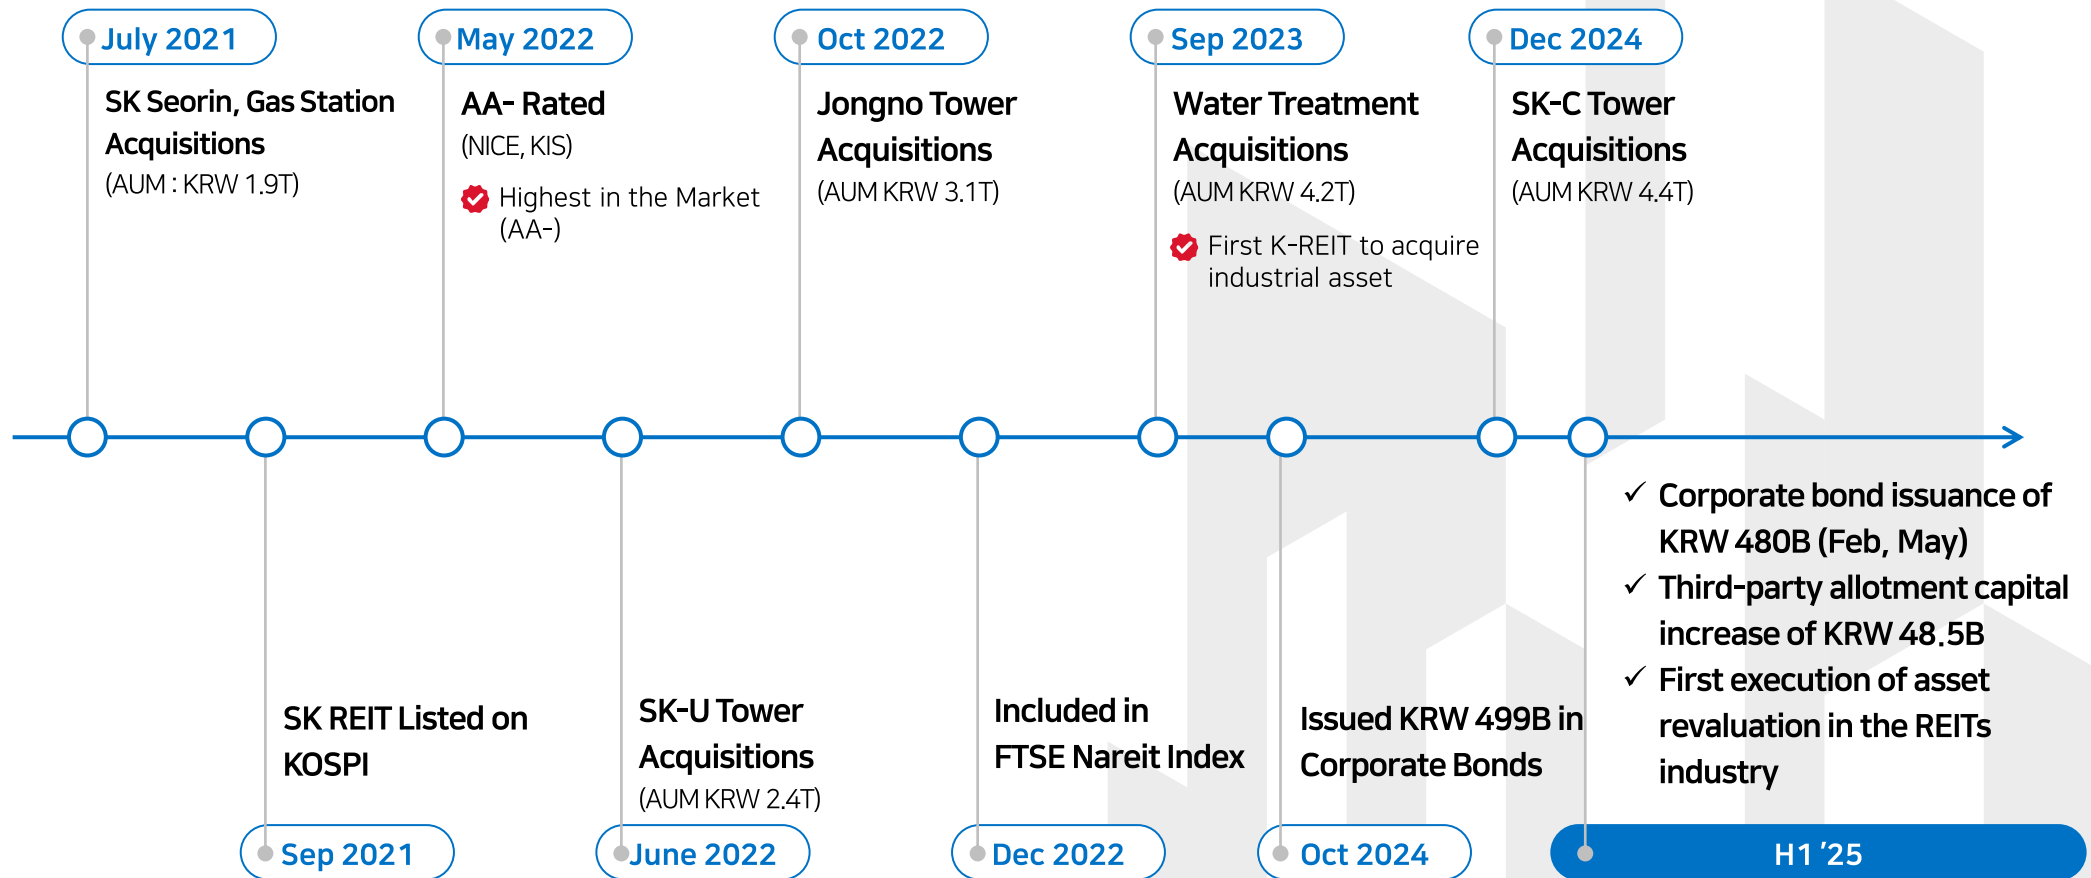 July 2021
SK Seorin, Gas Station
Acquisitions
(AUM : KRW 1.9T)
May 2022
AA- Rated
(NICE, KIS)
Highest in the Market
(AA-)
Oct 2022
Jongno Tower
Acquisitions
(AUM KRW 3.1T)
Sep 2023
Water Treatment
Acquisitions
(AUM KRW 4.2T)
First K-REIT to acquire
industrial asset
Dec 2024
SK-C Tower
Acquisitions
(AUM KRW 4.4T)
SK REIT Listed on
KOSPI
Sep 2021
SK-U Tower
Acquisitions
(AUM KRW 2.4T)
June 2022
Included in
FTSE Nareit Index
Dec 2022
Issued KRW 499B in
Corporate Bonds
Oct 2024
✓ Corporate bond issuance of
KRW 480B (Feb, May)
✓ Third-party allotment capital
increase of KRW 48.5B
✓ First execution of asset
revaluation in the REITs
industry
H1 ’25